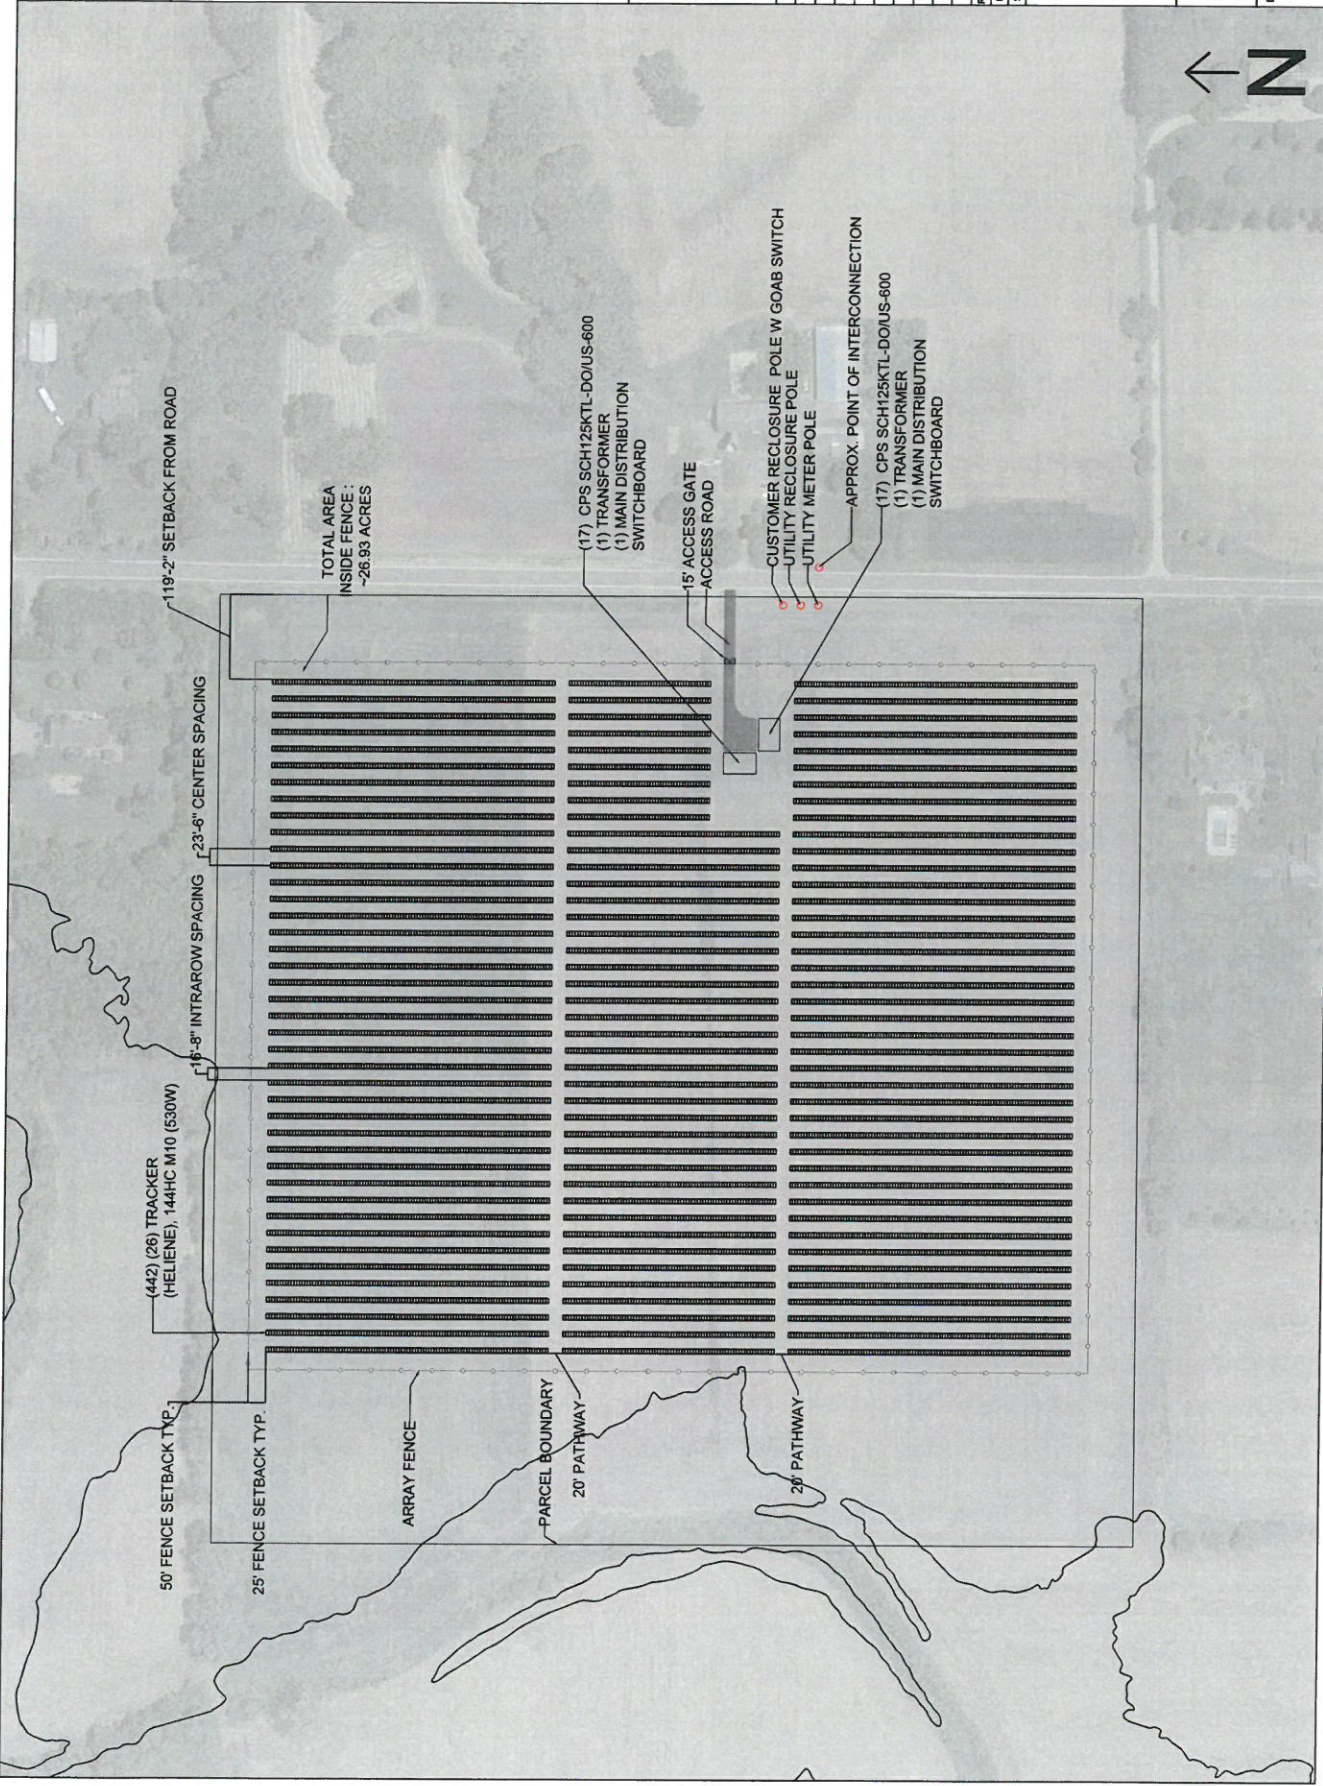 119'-2" SETBACK FROM ROAD
TOTAL AREA
INSIDE FENCE :
~26.93 ACRES
23'-6" CENTER SPACING
16'-8" INTRAROW SPACING
(442) (26) TRACKER
(HELIENE), 144HC M10 (530W)
50' FENCE SETBACK TYP.
25' FENCE SETBACK TYP.
ARRAY FENCE
PARCEL BOUNDARY
20' PATHWAY
20' PATHWAY
(17) CPS SCH125KTL-DO/US-600
(1) TRANSFORMER
(1) MAIN DISTRIBUTION
SWITCHBOARD
15' ACCESS GATE
ACCESS ROAD
CUSTOMER RECLOSURE POLE W GOAB SWITCH
UTILITY RECLOSURE POLE
UTILITY METER POLE
APPROX. POINT OF INTERCONNECTION
(17) CPS SCH125KTL-DO/US-600
(1) TRANSFORMER
(1) MAIN DISTRIBUTION
SWITCHBOARD
N